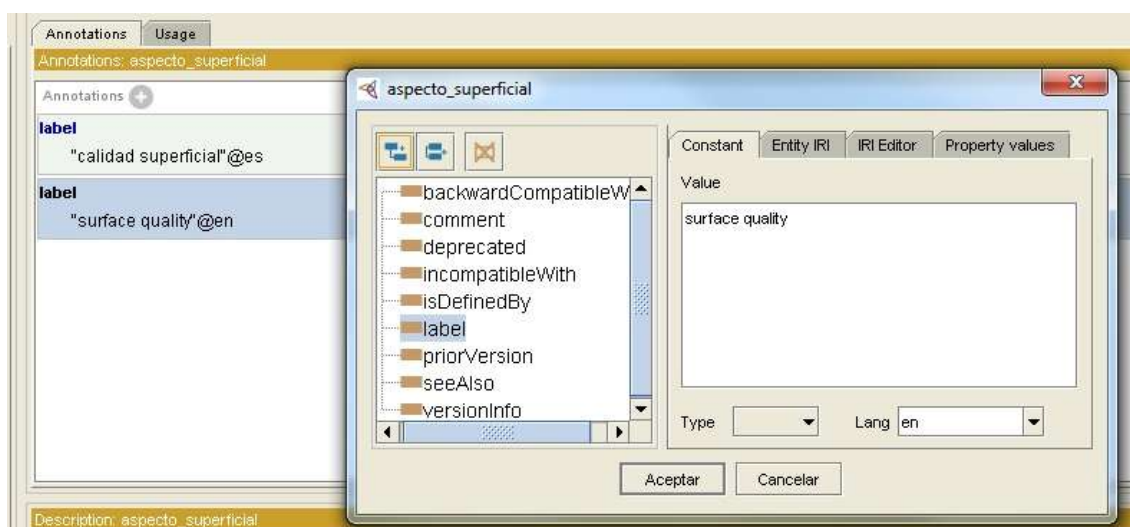 Annotations Usage
Annotations: aspecto_superficial
Annotations
label
"calidad superficial"@es
label
"surface quality"@en
aspecto_superficial
backwardCompatibleW
comment
deprecated
incompatibleWith
isDefinedBy
label
priorVersion
seeAlso
versionInfo
Constant Entity IRI IRI Editor Property values
Value
surface quality
Type Lang en
Aceptar Cancelar
Description: aspecto_superficial